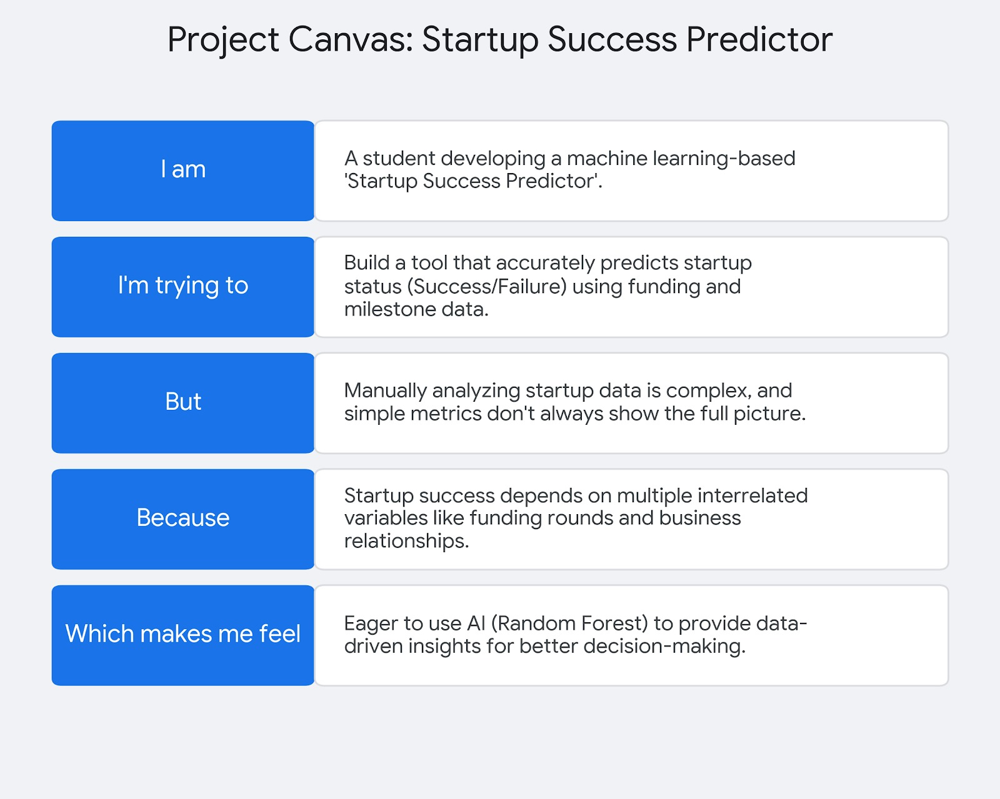 Project Canvas: Startup Success Predictor
I am
A student developing a machine learning-based
'Startup Success Predictor'.
I'm trying to
Build a tool that accurately predicts startup
status (Success/Failure) using funding and
milestone data.
But
Manually analyzing startup data is complex, and
simple metrics don't always show the full picture.
Because
Startup success depends on multiple interrelated
variables like funding rounds and business
relationships.
Which makes me feel
Eager to use AI (Random Forest) to provide data-
driven insights for better decision-making.